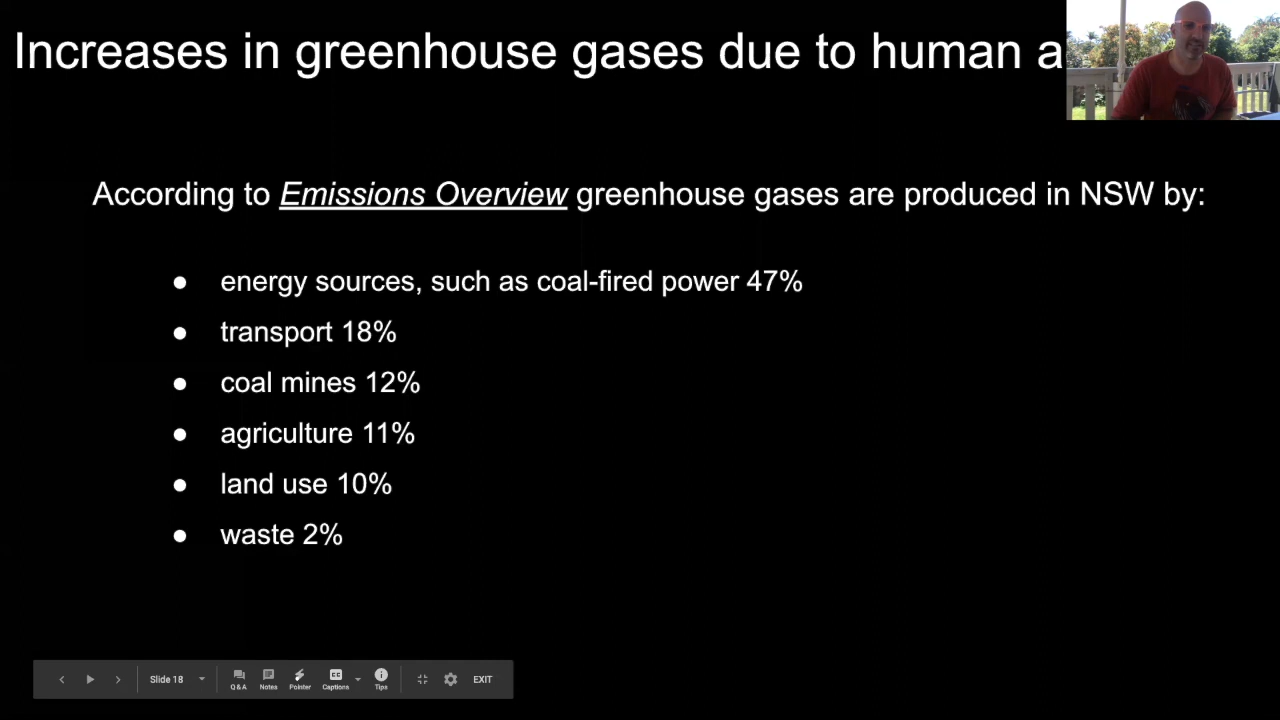 Increases in greenhouse gases due to human a
According to Emissions Overview greenhouse gases are produced in NSW by:
● energy sources, such as coal-fired power 47%
● transport 18%
● coal mines 12%
● agriculture 11%
● land use 10%
● waste 2%
Slide 18 Q&A Notes Pointer CC Captions Tips EXIT